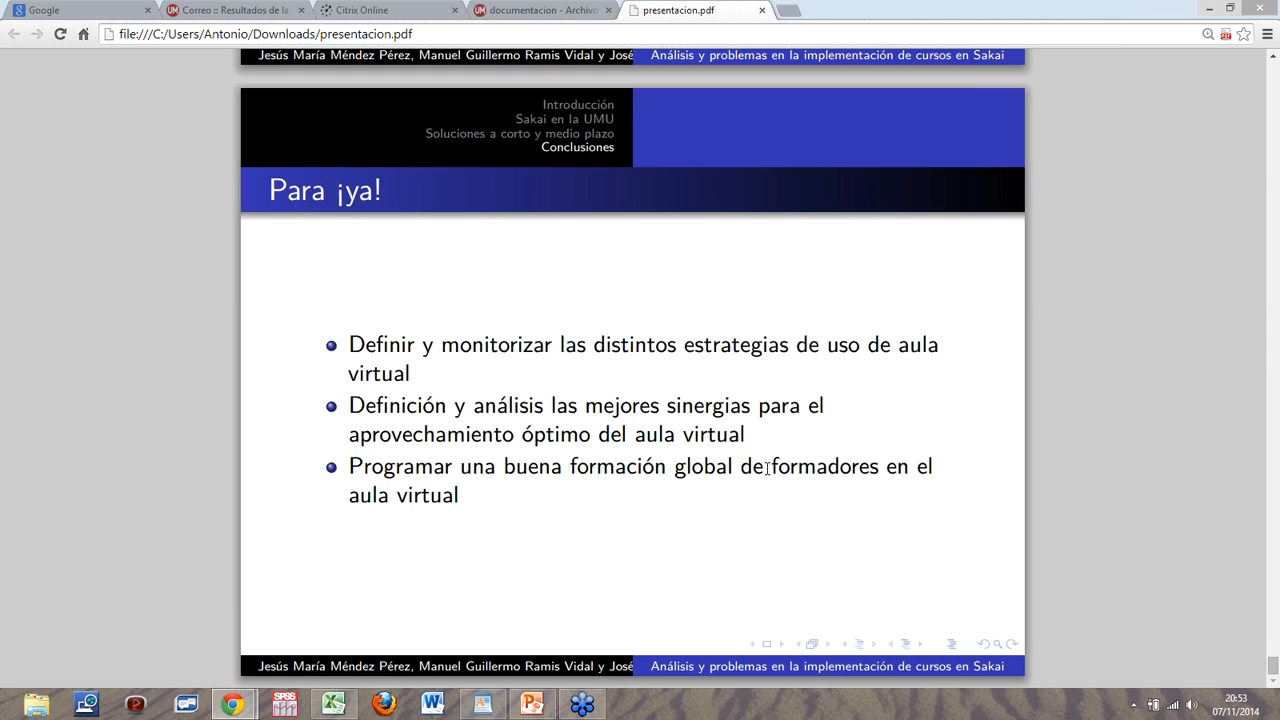 Google
Correo :: Resultados de la
Citrix Online
documentacion - Archivo
presentacion.pdf
file:///C:/Users/Antonio/Downloads/presentacion.pdf
Jesús María Méndez Pérez, Manuel Guillermo Ramis Vidal y José
Análisis y problemas en la implementación de cursos en Sakai
Introducción
Sakai en la UMU
Soluciones a corto y medio plazo
Conclusiones
Para ¡ya!
Definir y monitorizar las distintos estrategias de uso de aula
virtual
Definición y análisis las mejores sinergias para el
aprovechamiento óptimo del aula virtual
Programar una buena formación global de formadores en el
aula virtual
Jesús María Méndez Pérez, Manuel Guillermo Ramis Vidal y José
Análisis y problemas en la implementación de cursos en Sakai
SPSS
20:53
07/11/2014